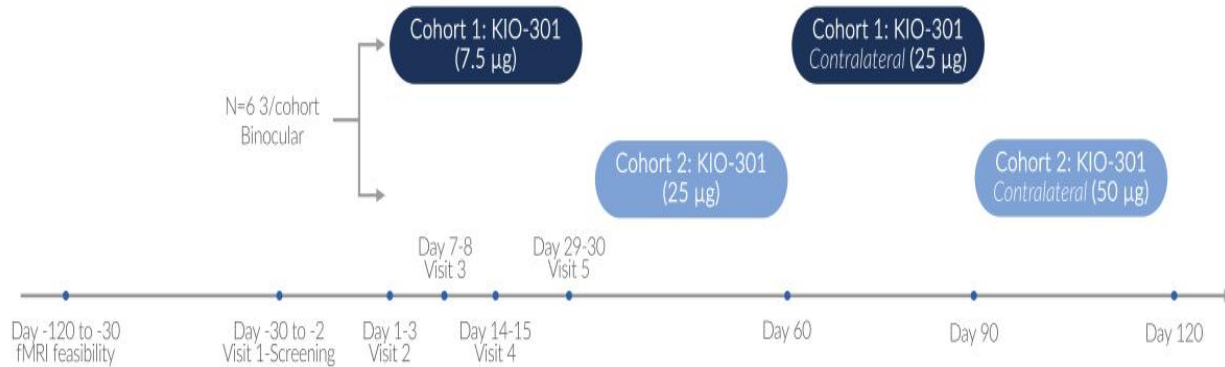 Cohort 1: KIO-301
(7.5 µg)
Cohort 1: KIO-301
Contralateral (25 µg)
N=6 3/cohort
Binocular
Cohort 2: KIO-301
(25 µg)
Cohort 2: KIO-301
Contralateral (50 µg)
Day 7-8
Visit 3
Day 29-30
Visit 5
Day -120 to -30
fMRI feasibility
Day -30 to -2
Visit 1-Screening
Day 1-3
Visit 2
Day 14-15
Visit 4
Day 60
Day 90
Day 120